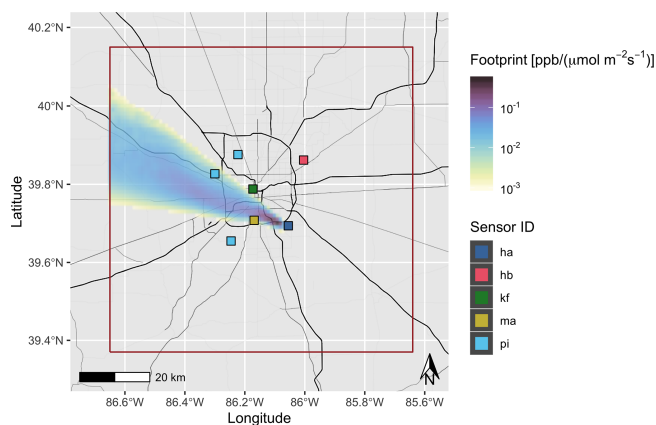 40.2°N
40°N
39.8°N
39.6°N
39.4°N
Latitude
86.6°W 86.4°W 86.2°W 86°W 85.8°W 85.6°W
Longitude
20 km
N
Footprint [ppb/(μmol m⁻²s⁻¹)]
10⁻¹
10⁻²
10⁻³
Sensor ID
ha
hb
kf
ma
pi